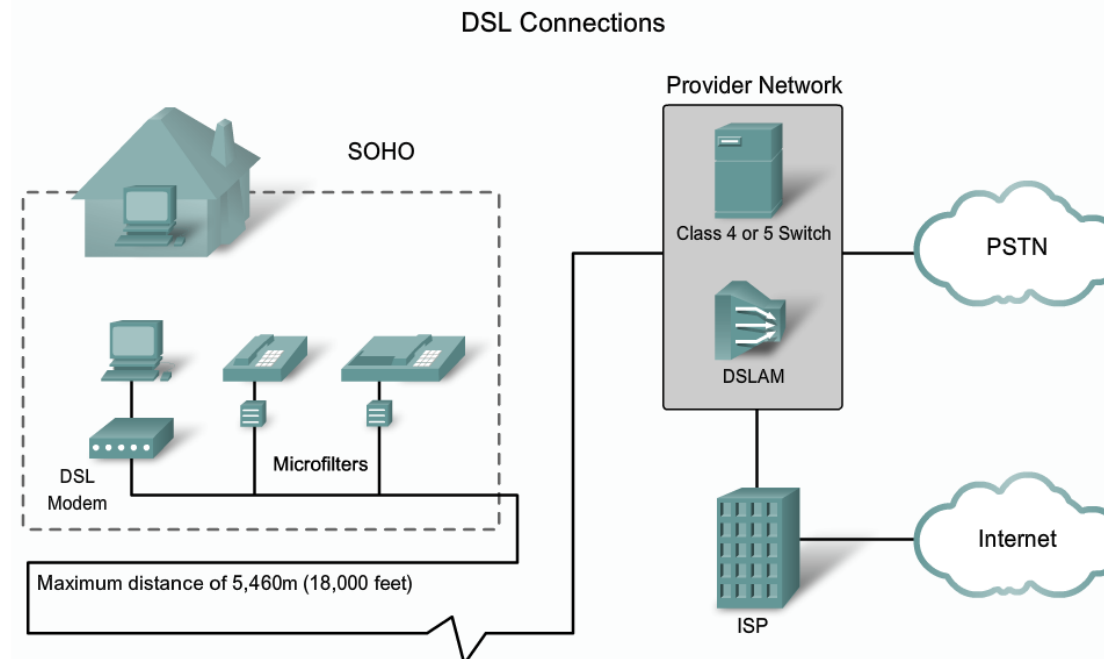 DSL Connections
Provider Network
SOHO
Class 4 or 5 Switch
PSTN
DSLAM
Microfilters
DSL
Modem
Internet
Maximum distance of 5,460m (18,000 feet)
ISP